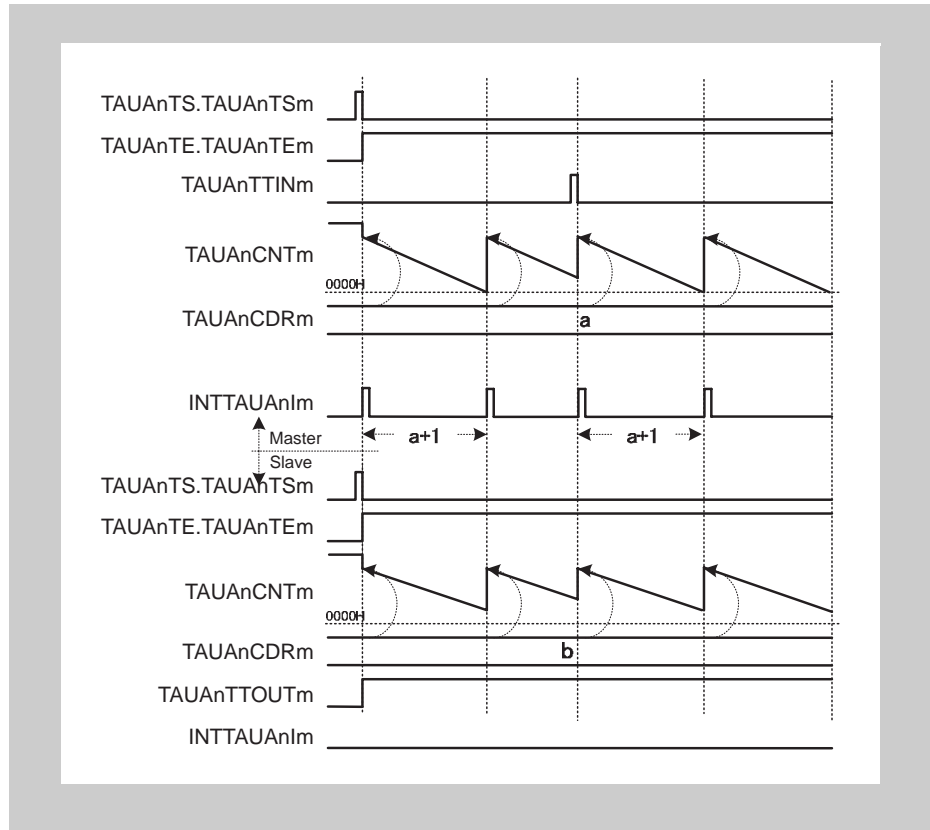 TAUAnTS.TAUAnTSm
TAUAnTE.TAUAnTEm
TAUAnTTINm
TAUAnCNTm
0000H
TAUAnCDRm
a
INTTAUAnIm
a+1
a+1
Master
Slave
TAUAnTS.TAUAnTSm
TAUAnTE.TAUAnTEm
TAUAnCNTm
0000H
TAUAnCDRm
b
TAUAnTTOUTm
INTTAUAnIm